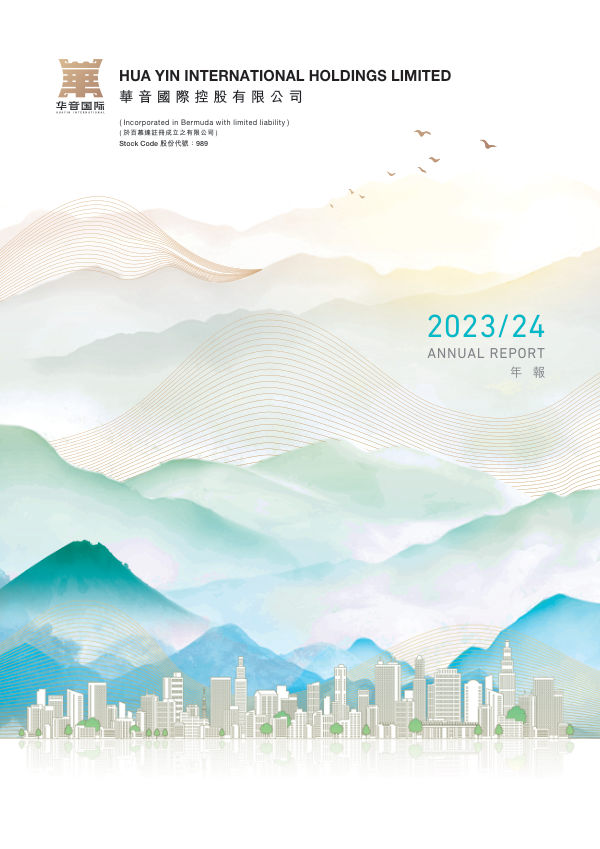 HUA YIN INTERNATIONAL HOLDINGS LIMITED
華音國際控股有限公司
华音国际
HUAYIN INTERNATIONAL
(Incorporated in Bermuda with limited liability)
(於百慕達註冊成立之有限公司)
Stock Code 股份代號：989
2023/24
ANNUAL REPORT
年報